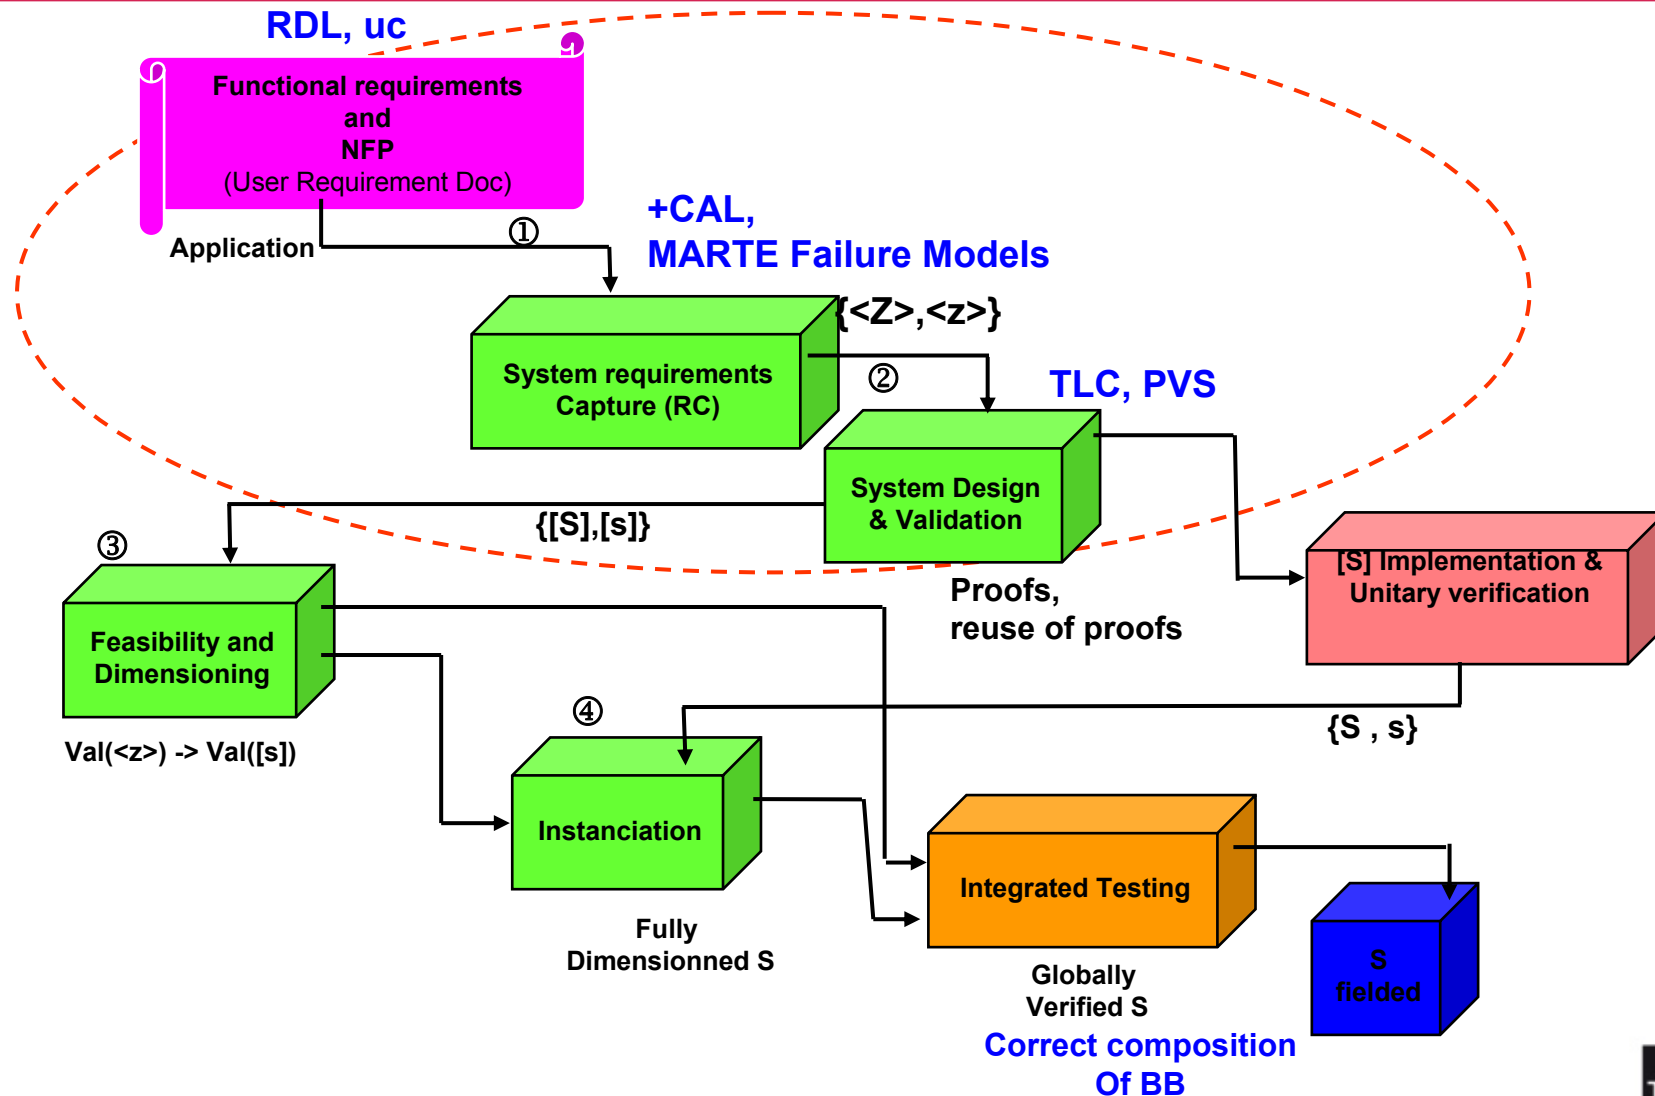 RDL, uc
Functional requirements
and
NFP
(User Requirement Doc)
Application
①
+CAL,
MARTE Failure Models
{<Z>,<z>}
System requirements
Capture (RC)
②
TLC, PVS
System Design
& Validation
{[S],[s]}
③
Proofs,
reuse of proofs
[S] Implementation &
Unitary verification
Feasibility and
Dimensioning
Val(<z>) -> Val([s])
④
{S , s}
Instanciation
Fully
Dimensionned S
Integrated Testing
Globally
Verified S
Correct composition
Of BB
S
fielded